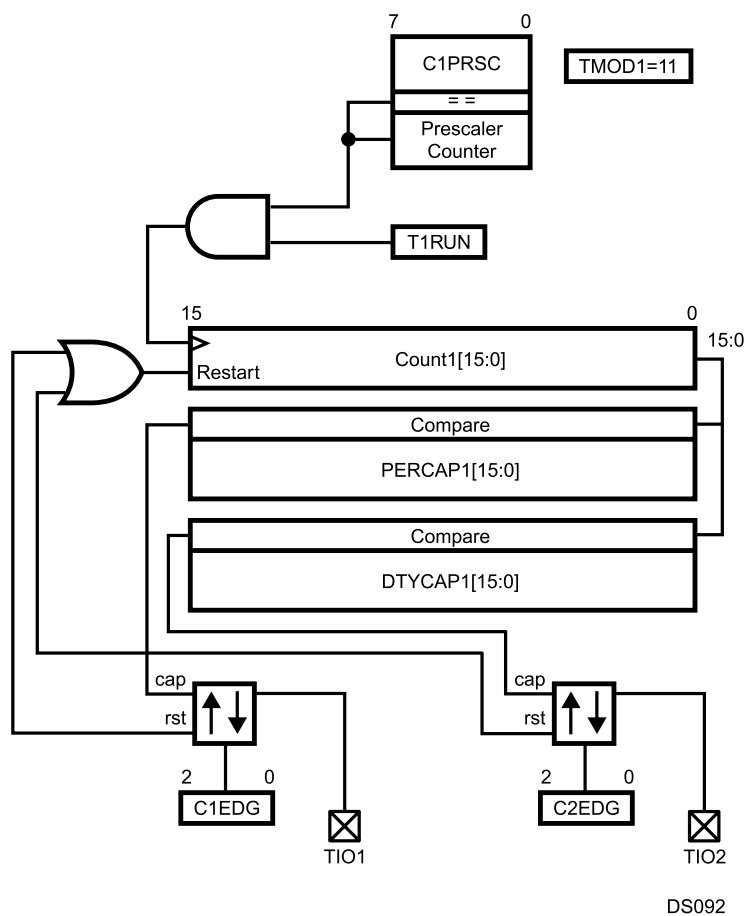 7 0
C1PRSC
TMOD1=11
= =
Prescaler
Counter
T1RUN
15 0
15:0
Count1[15:0]
Restart
Compare
PERCAP1[15:0]
Compare
DTYCAP1[15:0]
cap
rst
cap
rst
2 0
2 0
C1EDG
C2EDG
TIO1
TIO2
DS092